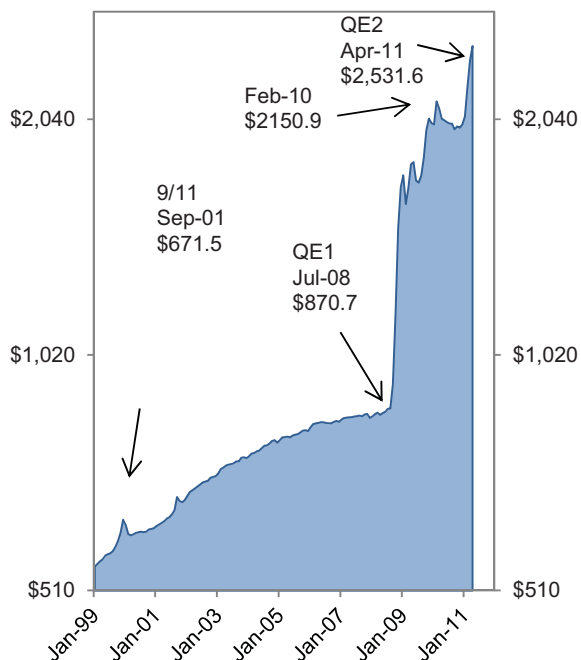 QE2
Apr-11
$2,531.6
Feb-10
$2150.9
$2,040
$2,040
9/11
Sep-01
$671.5
QE1
Jul-08
$870.7
$1,020
$1,020
$510
$510
Jan-99
Jan-01
Jan-03
Jan-05
Jan-07
Jan-09
Jan-11